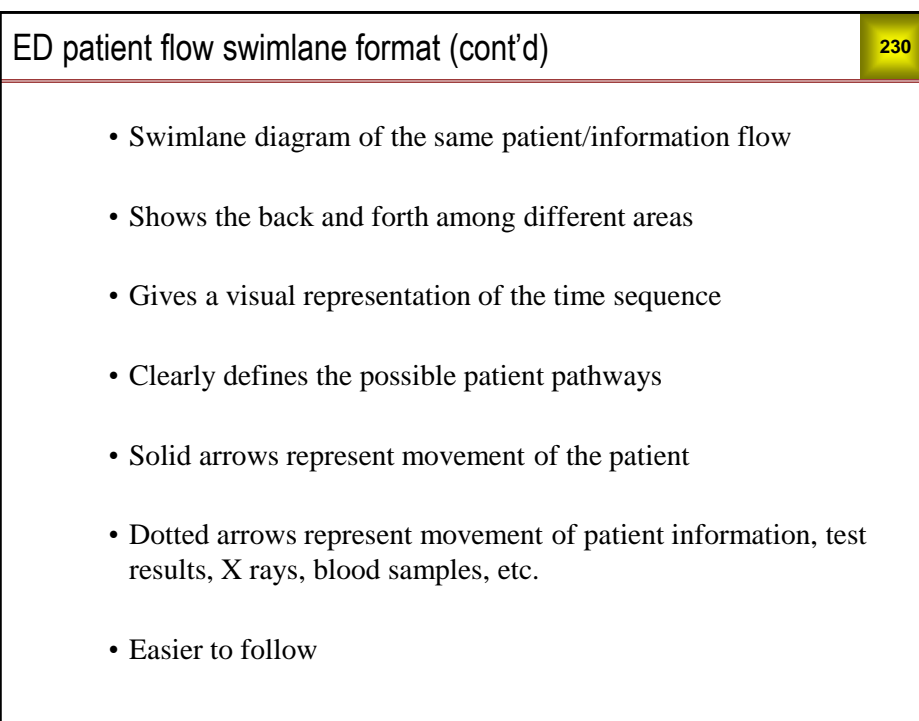 ED patient flow swimlane format (cont’d)
230
• Swimlane diagram of the same patient/information flow
• Shows the back and forth among different areas
• Gives a visual representation of the time sequence
• Clearly defines the possible patient pathways
• Solid arrows represent movement of the patient
• Dotted arrows represent movement of patient information, test
results, X rays, blood samples, etc.
• Easier to follow